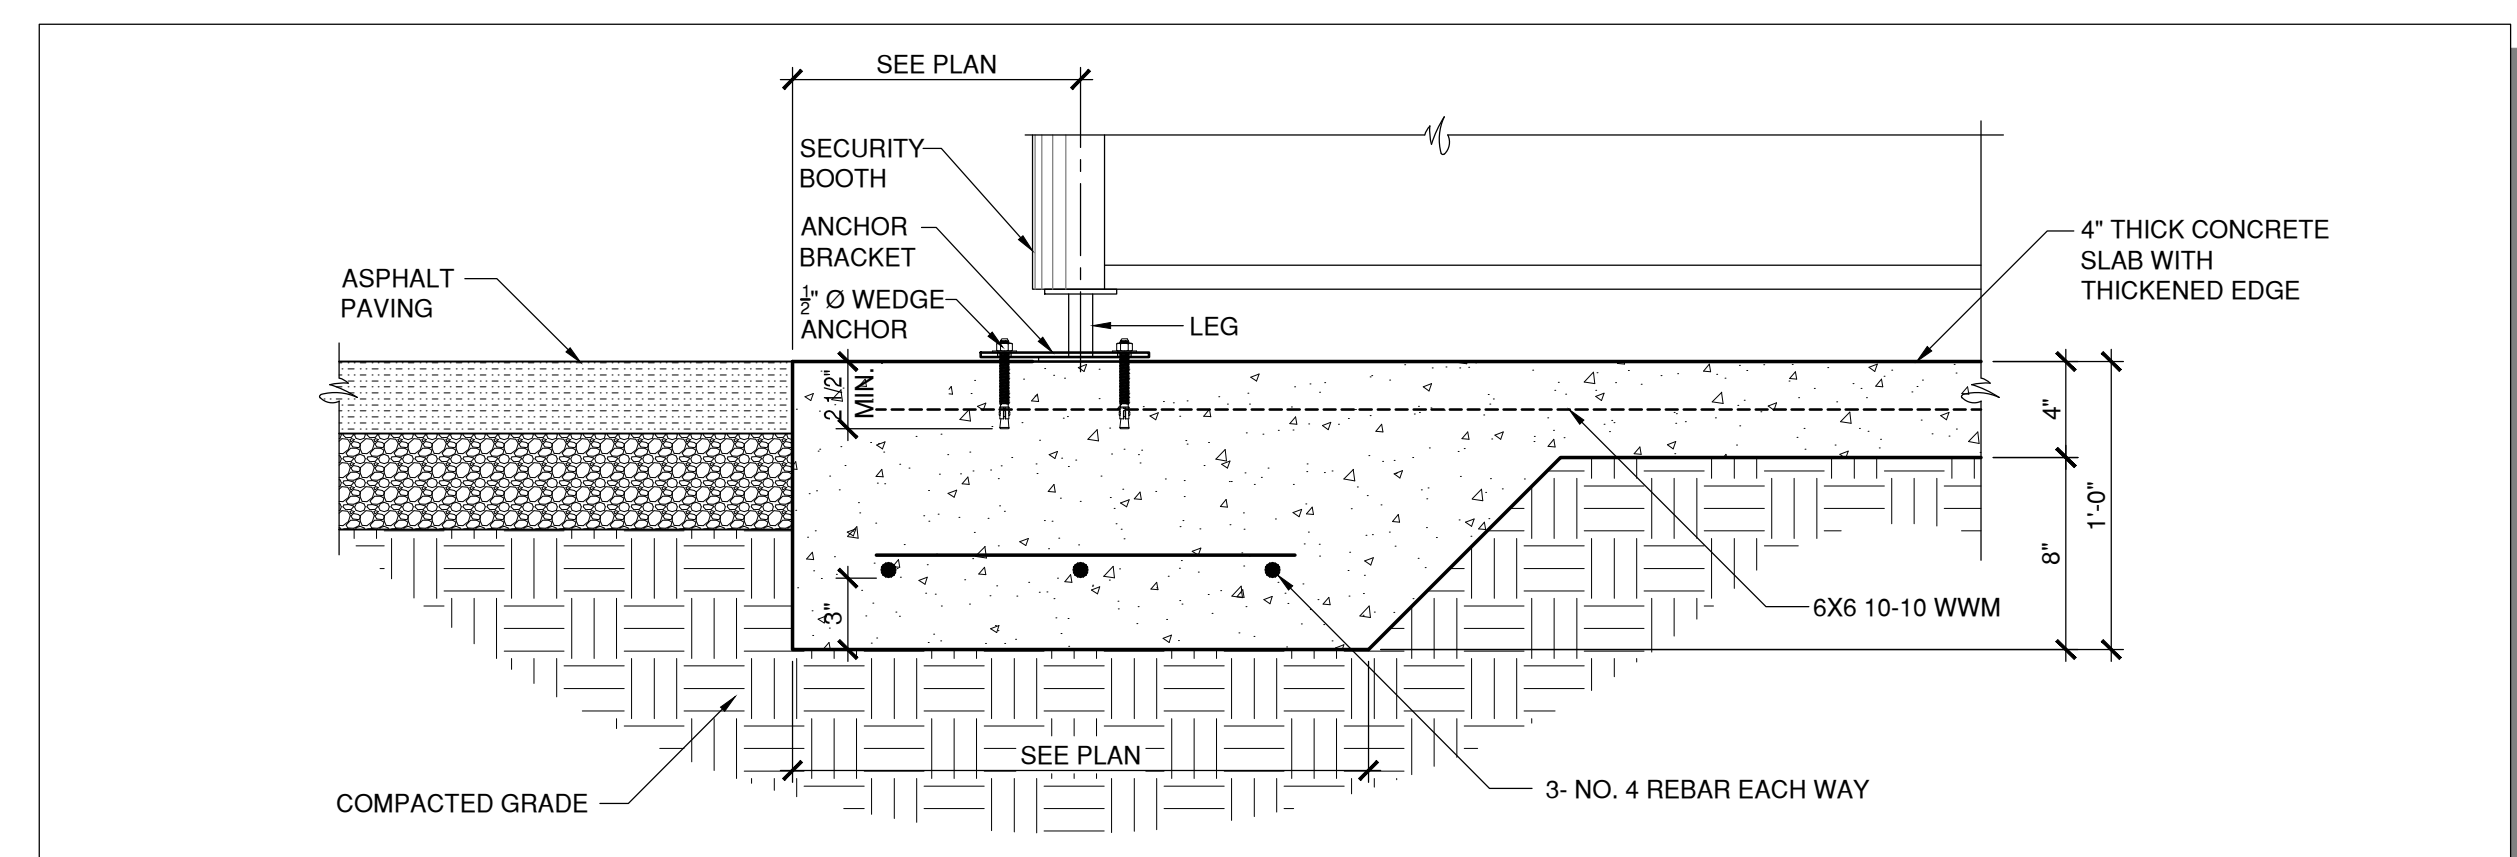 SEE PLAN
SECURITY
BOOTH
ANCHOR
BRACKET
1/2" Ø WEDGE
ANCHOR
ASPHALT
PAVING
LEG
4" THICK CONCRETE
SLAB WITH
THICKENED EDGE
2 1/2"
MIN.
4"
8"
1'-0"
3"
6X6 10-10 WWM
SEE PLAN
3- NO. 4 REBAR EACH WAY
COMPACTED GRADE